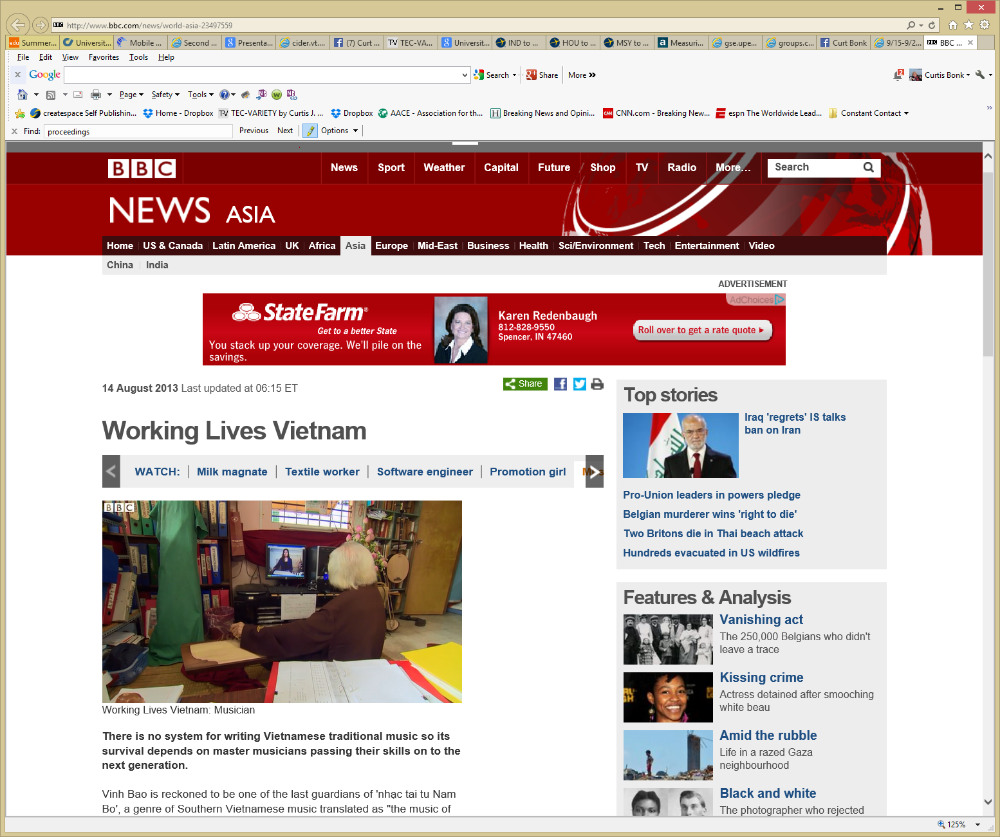 http://www.bbc.com/news/world-asia-23497559
Summer... Universit... Mobile ... Second ... Presenta... cider.vt.... (7) Curt ... TEC-VA... Universit... IND to ... HOU to ... MSY to ... Measuri... gse.upe... groups.c... Curt Bonk 9/15-9/2... BBC ...
File Edit View Favorites Tools Help
Google Search Share More Curtis Bonk
Page Safety Tools
createspace Self Publishin... Home - Dropbox TEC-VARIETY by Curtis J. ... Dropbox AACE - Association for th... Breaking News and Opini... CNN.com - Breaking New... espn The Worldwide Lead... Constant Contact
Find: proceedings Previous Next Options
BBC News Sport Weather Capital Future Shop TV Radio More... Search
NEWS ASIA
Home US & Canada Latin America UK Africa Asia Europe Mid-East Business Health Sci/Environment Tech Entertainment Video
China India
ADVERTISEMENT
AdChoices
StateFarm®
Get to a better State
You stack up your coverage. We'll pile on the
savings.
Karen Redenbaugh
812-828-9550
Spencer, IN 47460
Roll over to get a rate quote
14 August 2013 Last updated at 06:15 ET
Share
Working Lives Vietnam
WATCH: Milk magnate Textile worker Software engineer Promotion girl
BBC
Working Lives Vietnam: Musician
There is no system for writing Vietnamese traditional music so its
survival depends on master musicians passing their skills on to the
next generation.
Vinh Bao is reckoned to be one of the last guardians of 'nhạc tai tu Nam
Bo', a genre of Southern Vietnamese music translated as "the music of
Top stories
Iraq 'regrets' IS talks
ban on Iran
Pro-Union leaders in powers pledge
Belgian murderer wins 'right to die'
Two Britons die in Thai beach attack
Hundreds evacuated in US wildfires
Features & Analysis
Vanishing act
The 250,000 Belgians who didn't
leave a trace
Kissing crime
Actress detained after smooching
white beau
Amid the rubble
Life in a razed Gaza
neighbourhood
Black and white
The photographer who rejected
125%